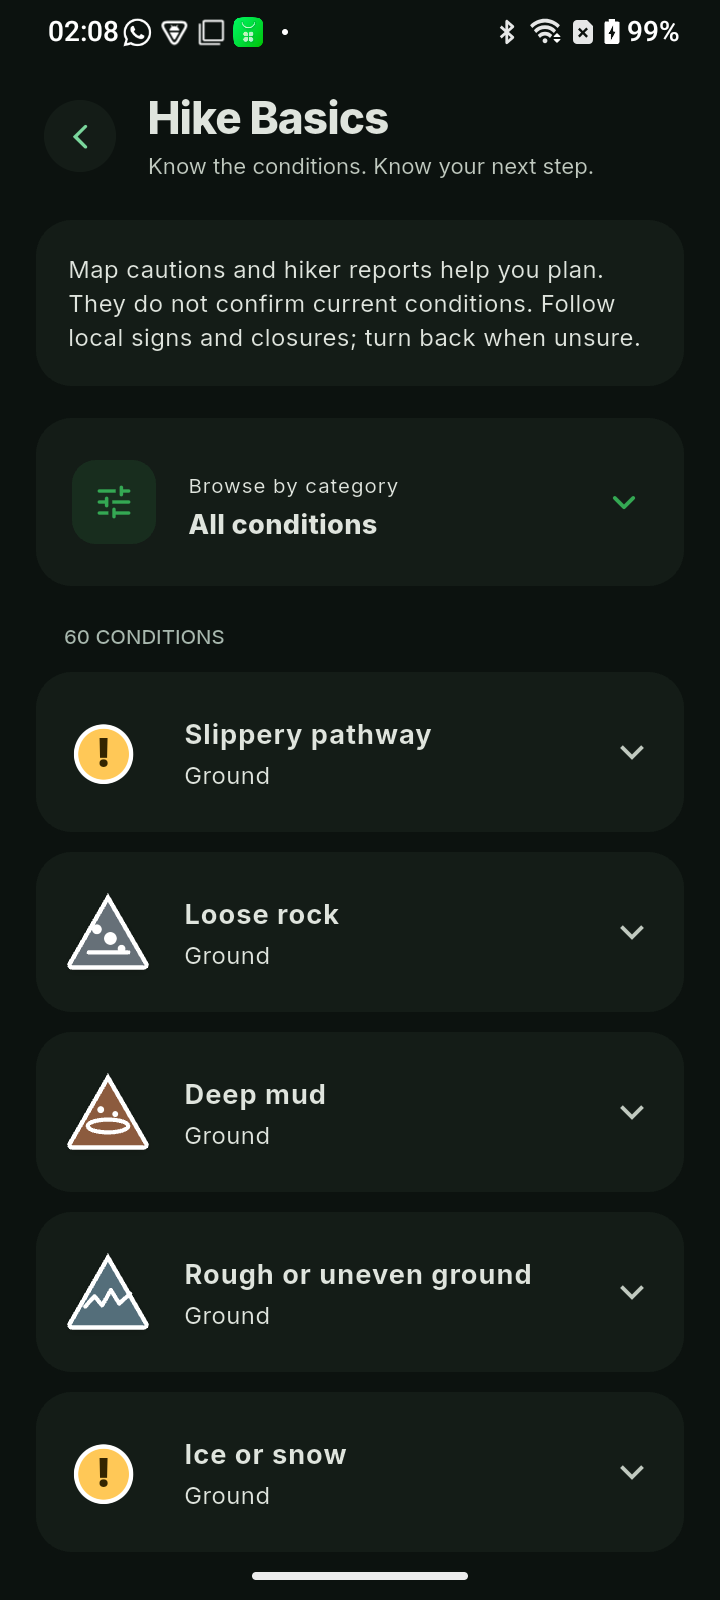 02:08
99%
Hike Basics
Know the conditions. Know your next step.
Map cautions and hiker reports help you plan.
They do not confirm current conditions. Follow
local signs and closures; turn back when unsure.
Browse by category
All conditions
60 CONDITIONS
Slippery pathway
Ground
Loose rock
Ground
Deep mud
Ground
Rough or uneven ground
Ground
Ice or snow
Ground